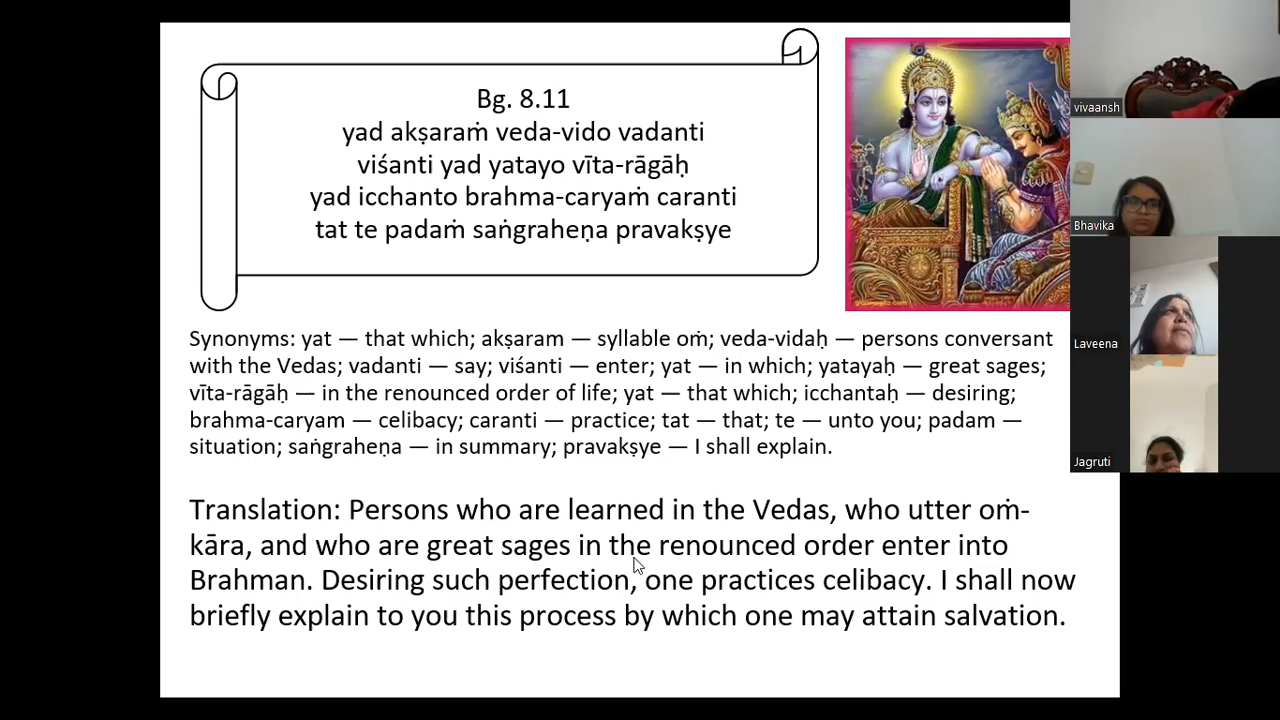 Bg. 8.11
yad akṣaraṁ veda-vido vadanti
viśanti yad yatayo vīta-rāgāḥ
yad icchanto brahma-caryaṁ caranti
tat te padaṁ saṅgraheṇa pravakṣye
Synonyms: yat — that which; akṣaram — syllable oṁ; veda-vidaḥ — persons conversant
with the Vedas; vadanti — say; viśanti — enter; yat — in which; yatayaḥ — great sages;
vīta-rāgāḥ — in the renounced order of life; yat — that which; icchantaḥ — desiring;
brahma-caryam — celibacy; caranti — practice; tat — that; te — unto you; padam —
situation; saṅgraheṇa — in summary; pravakṣye — I shall explain.
Translation: Persons who are learned in the Vedas, who utter oṁ-
kāra, and who are great sages in the renounced order enter into
Brahman. Desiring such perfection, one practices celibacy. I shall now
briefly explain to you this process by which one may attain salvation.
vivaansh
Bhavika
Laveena
Jagruti